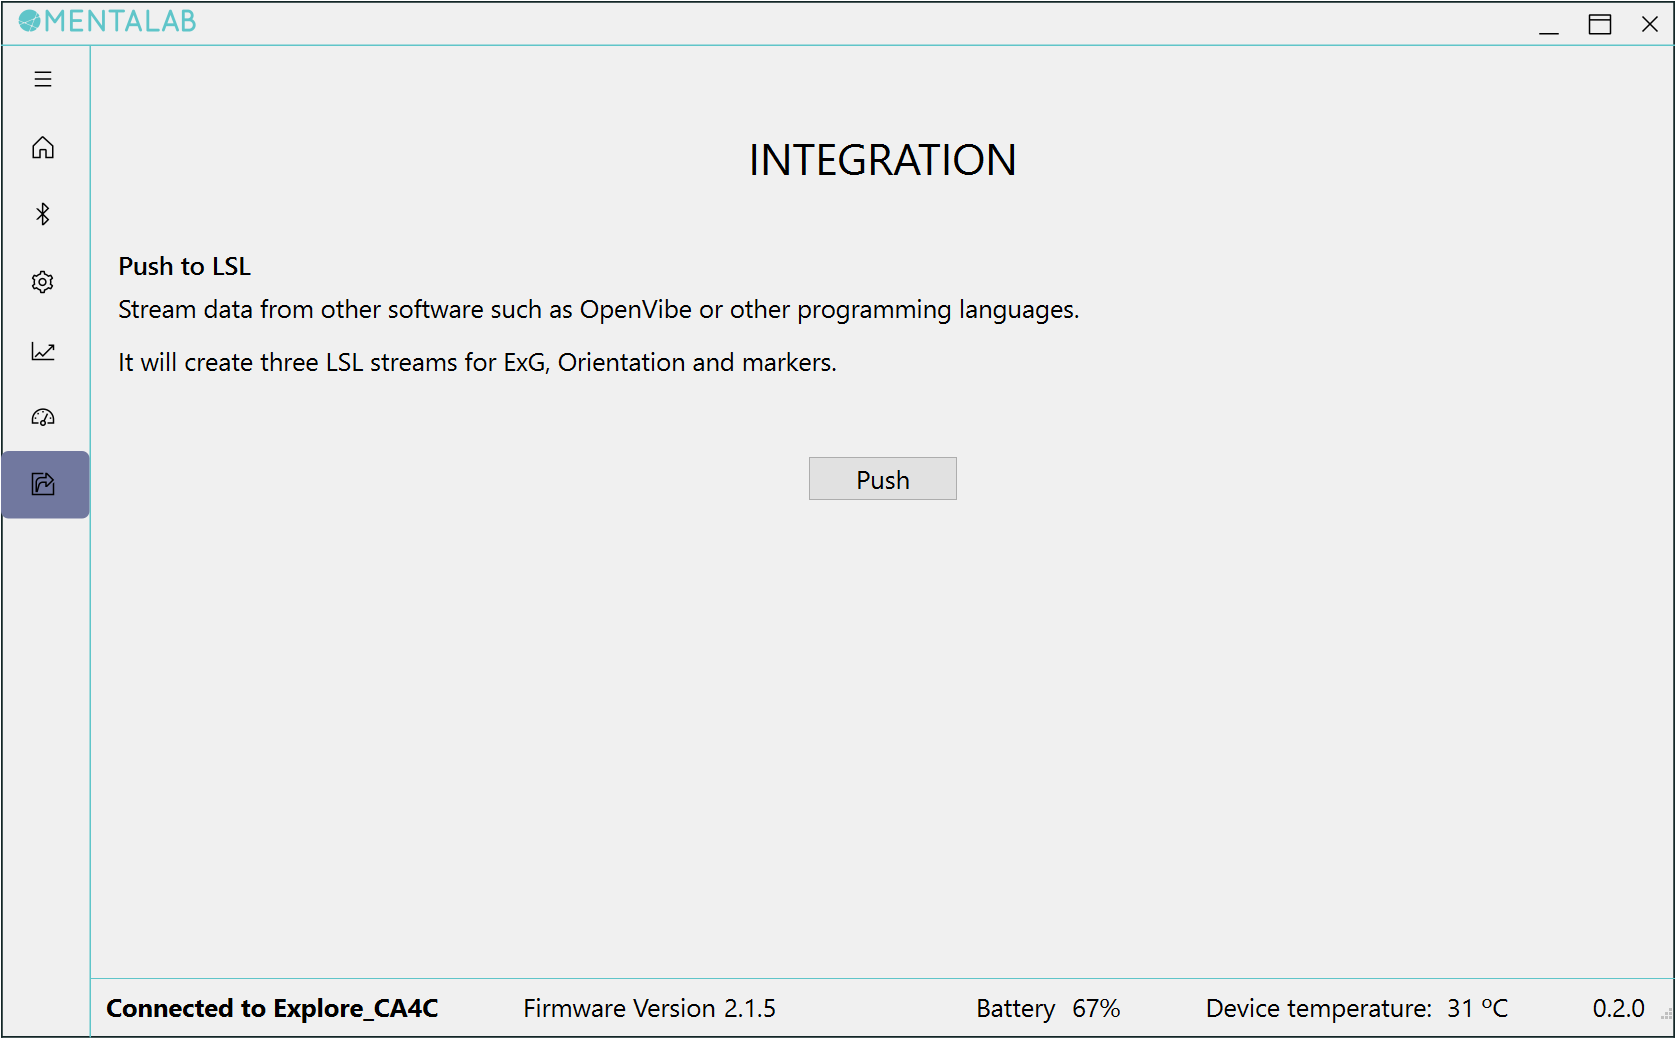 MENTALAB
INTEGRATION
Push to LSL
Stream data from other software such as OpenVibe or other programming languages.
It will create three LSL streams for ExG, Orientation and markers.
Push
Connected to Explore_CA4C Firmware Version 2.1.5 Battery 67% Device temperature: 31 ºC 0.2.0